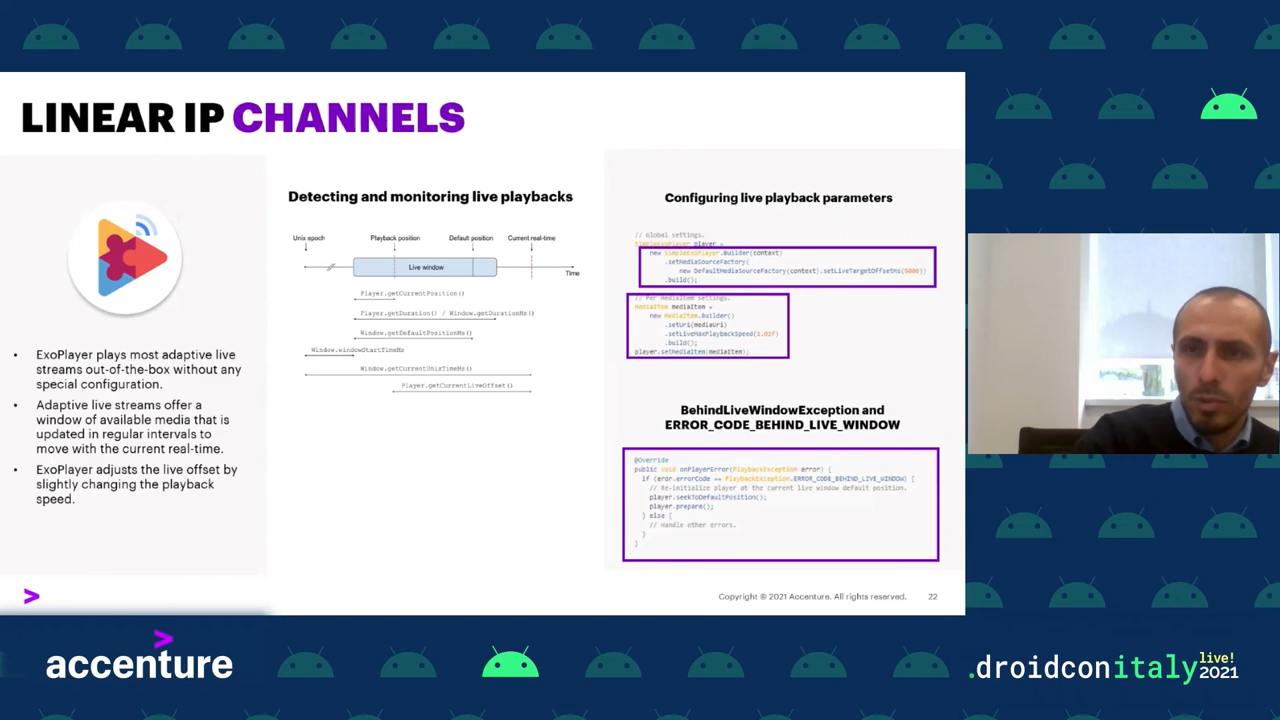 LINEAR IP CHANNELS
• ExoPlayer plays most adaptive live
streams out-of-the-box without any
special configuration.
• Adaptive live streams offer a
window of available media that is
updated in regular intervals to
move with the current real-time.
• ExoPlayer adjusts the live offset by
slightly changing the playback
speed.
Detecting and monitoring live playbacks
Unix epoch Playback position Default position Current real-time
Live window
Time
Player.getCurrentPosition()
Player.getDuration() / Window.getDurationMs()
Window.getDefaultPositionMs()
Window.windowStartTimeMs
Window.getCurrentUnixTimeMs()
Player.getCurrentLiveOffset()
Configuring live playback parameters
// Global settings.
SimpleExoPlayer player =
new SimpleExoPlayer.Builder(context)
.setMediaSourceFactory(
new DefaultMediaSourceFactory(context).setLiveTargetOffsetMs(5000))
.build();
// Per MediaItem settings.
MediaItem mediaItem =
new MediaItem.Builder()
.setUri(mediaUri)
.setLiveMaxPlaybackSpeed(1.02f)
.build();
player.setMediaItem(mediaItem);
BehindLiveWindowException and
ERROR_CODE_BEHIND_LIVE_WINDOW
@Override
public void onPlayerError(PlaybackException error) {
if (eror.errorCode == PlaybackException.ERROR_CODE_BEHIND_LIVE_WINDOW) {
// Re-initialize player at the current live window default position.
player.seekToDefaultPosition();
player.prepare();
} else {
// Handle other errors.
}
}
>
Copyright © 2021 Accenture. All rights reserved. 22
accenture
.droidconitaly live! 2021